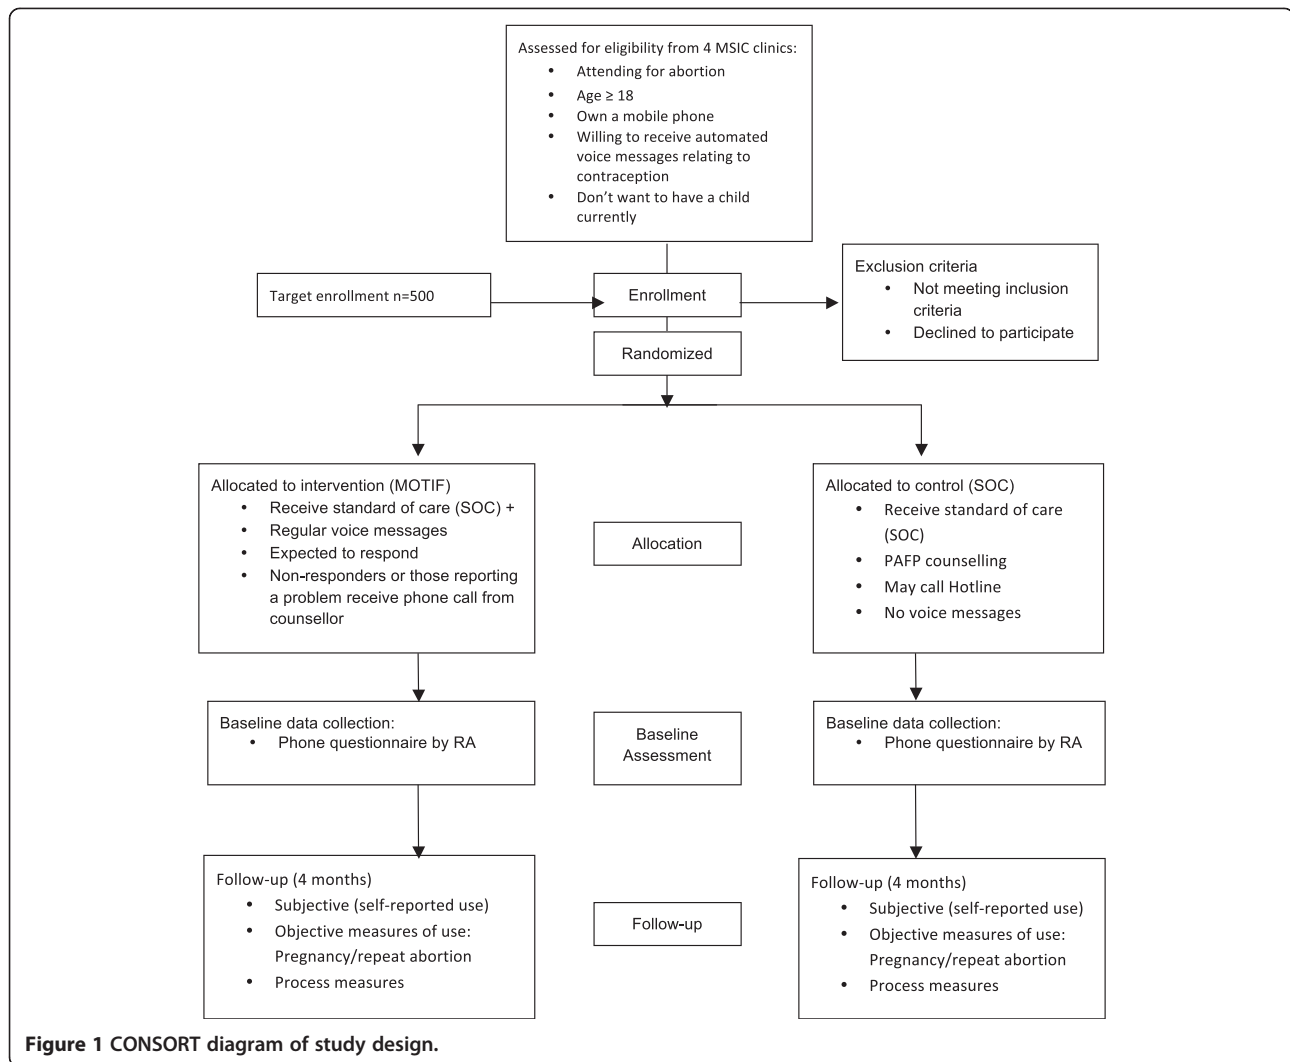 Assessed for eligibility from 4 MSIC clinics:
• Attending for abortion
• Age ≥ 18
• Own a mobile phone
• Willing to receive automated
voice messages relating to
contraception
• Don't want to have a child
currently
Target enrollment n=500
Enrollment
Exclusion criteria
• Not meeting inclusion
criteria
• Declined to participate
Randomized
Allocated to intervention (MOTIF)
• Receive standard of care (SOC) +
• Regular voice messages
• Expected to respond
• Non-responders or those reporting
a problem receive phone call from
counsellor
Allocation
Allocated to control (SOC)
• Receive standard of care
(SOC)
• PAFP counselling
• May call Hotline
• No voice messages
Baseline data collection:
• Phone questionnaire by RA
Baseline
Assessment
Baseline data collection:
• Phone questionnaire by RA
Follow-up (4 months)
• Subjective (self-reported use)
• Objective measures of use:
Pregnancy/repeat abortion
• Process measures
Follow-up
Follow-up (4 months)
• Subjective (self-reported use)
• Objective measures of use:
Pregnancy/repeat abortion
• Process measures
Figure 1 CONSORT diagram of study design.